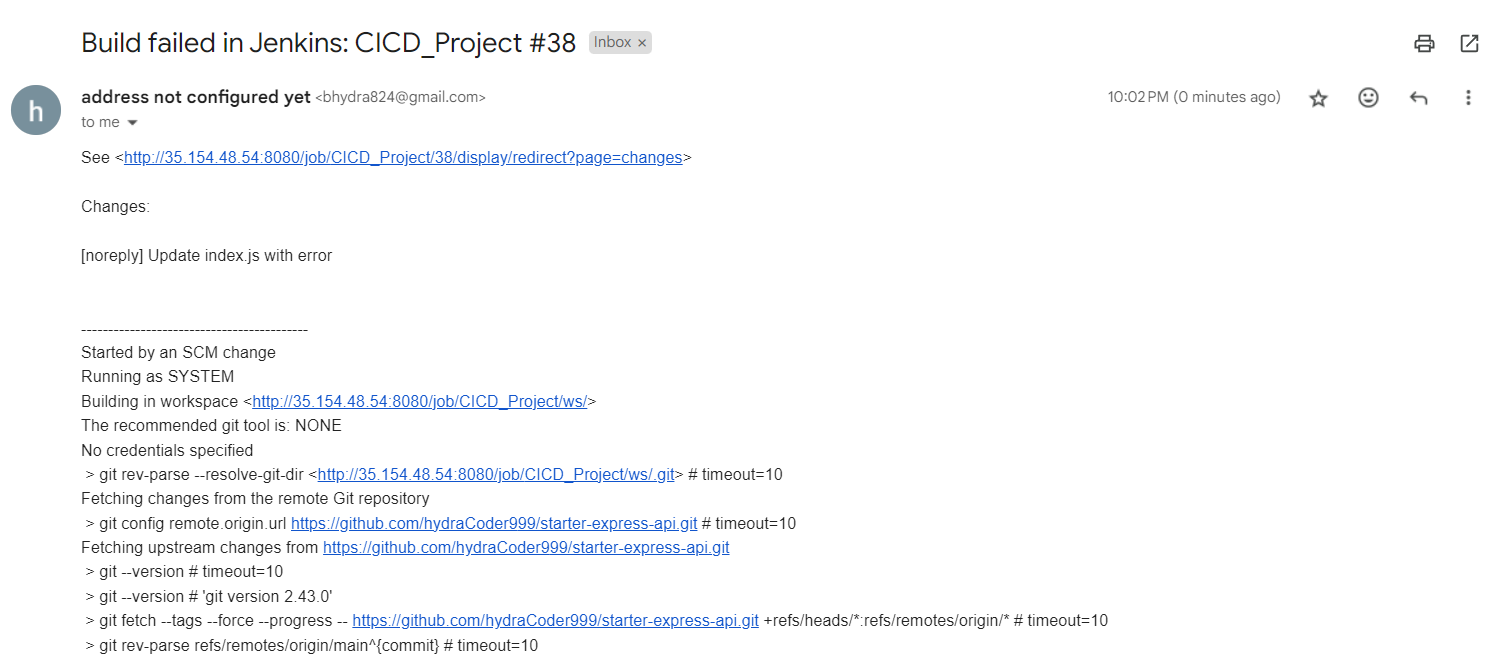 Build failed in Jenkins: CICD_Project #38 Inbox ×
h
address not configured yet <bhydra824@gmail.com> 10:02 PM (0 minutes ago)
to me
See <http://35.154.48.54:8080/job/CICD_Project/38/display/redirect?page=changes>
Changes:
[noreply] Update index.js with error
------------------------------------------
Started by an SCM change
Running as SYSTEM
Building in workspace <http://35.154.48.54:8080/job/CICD_Project/ws/>
The recommended git tool is: NONE
No credentials specified
> git rev-parse --resolve-git-dir <http://35.154.48.54:8080/job/CICD_Project/ws/.git> # timeout=10
Fetching changes from the remote Git repository
> git config remote.origin.url https://github.com/hydraCoder999/starter-express-api.git # timeout=10
Fetching upstream changes from https://github.com/hydraCoder999/starter-express-api.git
> git --version # timeout=10
> git --version # 'git version 2.43.0'
> git fetch --tags --force --progress -- https://github.com/hydraCoder999/starter-express-api.git +refs/heads/*:refs/remotes/origin/* # timeout=10
> git rev-parse refs/remotes/origin/main^{commit} # timeout=10